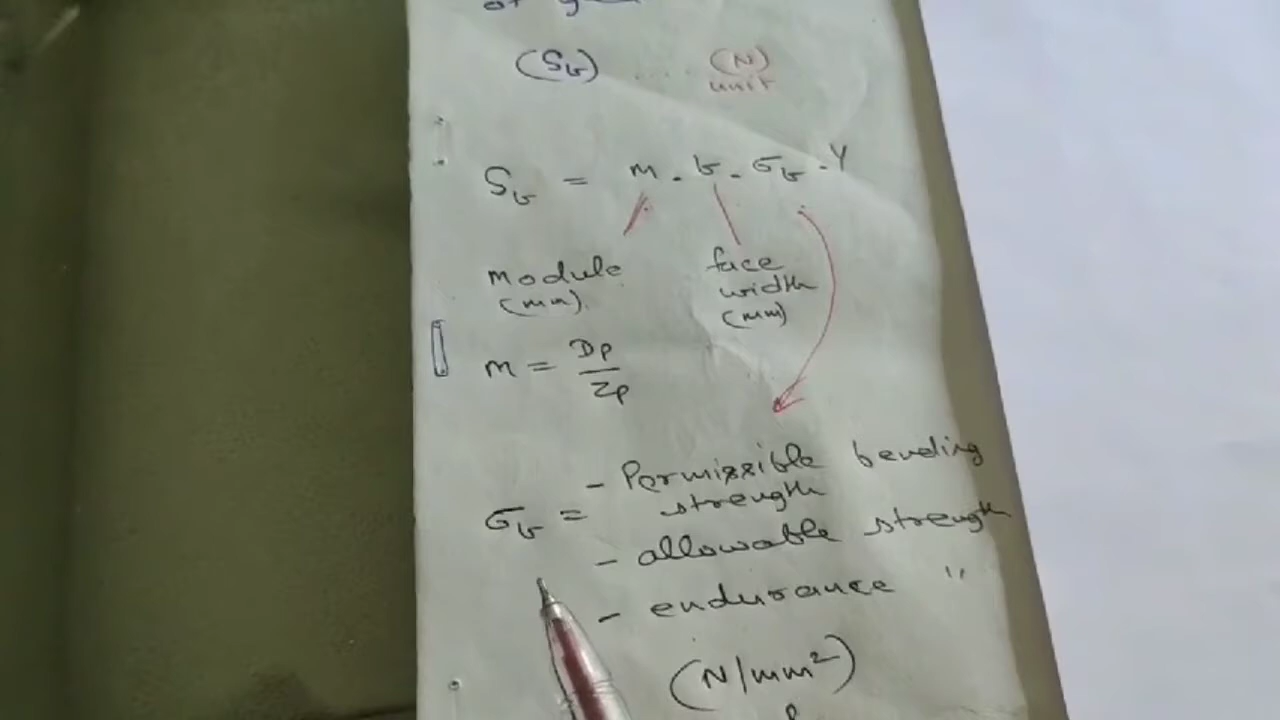 of
(Sb) (N)
unit
Sb = m . b . σb . Y
module face
(mm) width
(mm)
m = Dp/Zp
σb = - Permissible bending
strength
- allowable strength
- endurance "
(N/mm²)